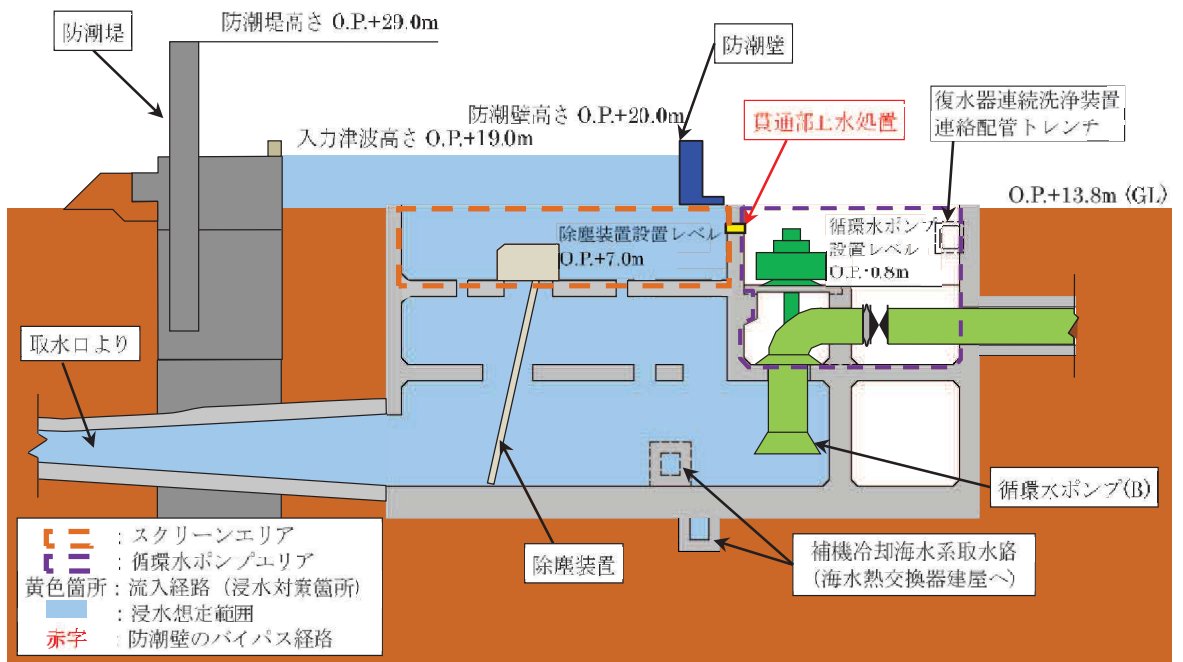 防潮堤高さ O.P.+29.0m
防潮堤
防潮壁
防潮壁高さ O.P.+20.0m
入力津波高さ O.P.+19.0m
貫通部止水処置
復水器連続洗浄装置
連絡配管トレンチ
O.P.+13.8m (GL)
除塵装置設置レベル
O.P.+7.0m
循環水ポンプ
設置レベル
O.P.+0.8m
取水口より
循環水ポンプ(B)
除塵装置
補機冷却海水系取水路
(海水熱交換器建屋へ)
：スクリーンエリア
：循環水ポンプエリア
黄色箇所：流入経路（浸水対策箇所）
：浸水想定範囲
赤字：防潮壁のバイパス経路